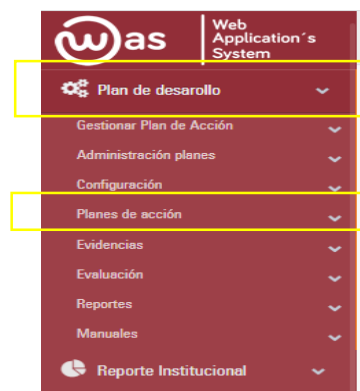 was
Web
Application´s
System
Plan de desarollo
Gestionar Plan de Acción
Administración planes
Configuración
Planes de acción
Evidencias
Evaluación
Reportes
Manuales
Reporte Institucional